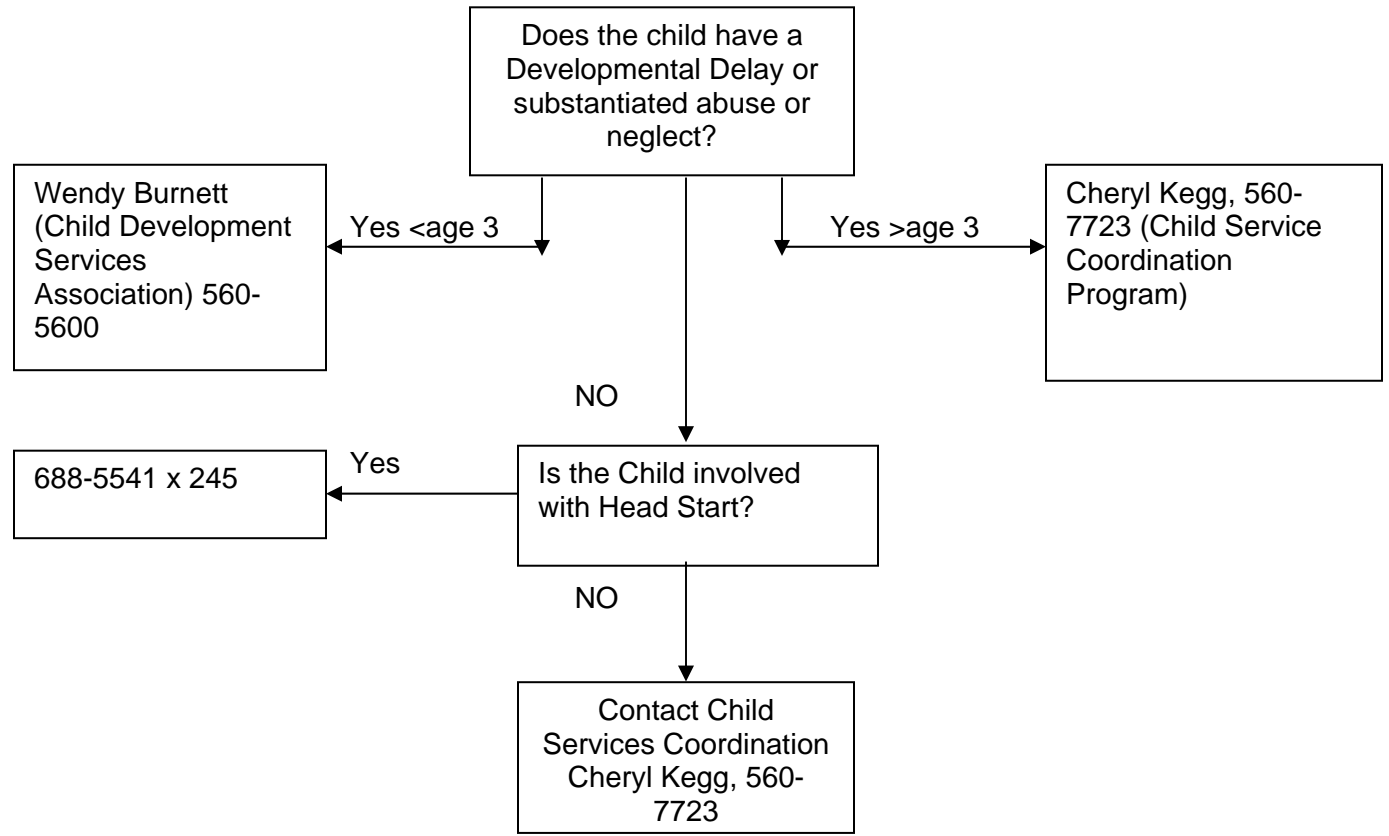 Does the child have a
Developmental Delay or
substantiated abuse or
neglect?
Wendy Burnett
(Child Development
Services
Association) 560-
5600
Yes <age 3
Yes >age 3
Cheryl Kegg, 560-
7723 (Child Service
Coordination
Program)
NO
688-5541 x 245
Yes
Is the Child involved
with Head Start?
NO
Contact Child
Services Coordination
Cheryl Kegg, 560-
7723